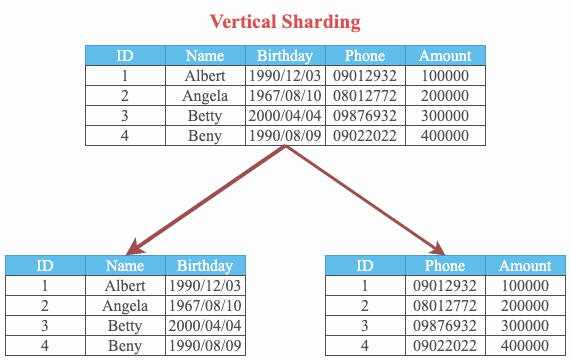 Vertical Sharding
ID Name Birthday Phone Amount
1 Albert 1990/12/03 09012932 100000
2 Angela 1967/08/10 08012772 200000
3 Betty 2000/04/04 09876932 300000
4 Beny 1990/08/09 09022022 400000
ID Name Birthday
1 Albert 1990/12/03
2 Angela 1967/08/10
3 Betty 2000/04/04
4 Beny 1990/08/09
ID Phone Amount
1 09012932 100000
2 08012772 200000
3 09876932 300000
4 09022022 400000